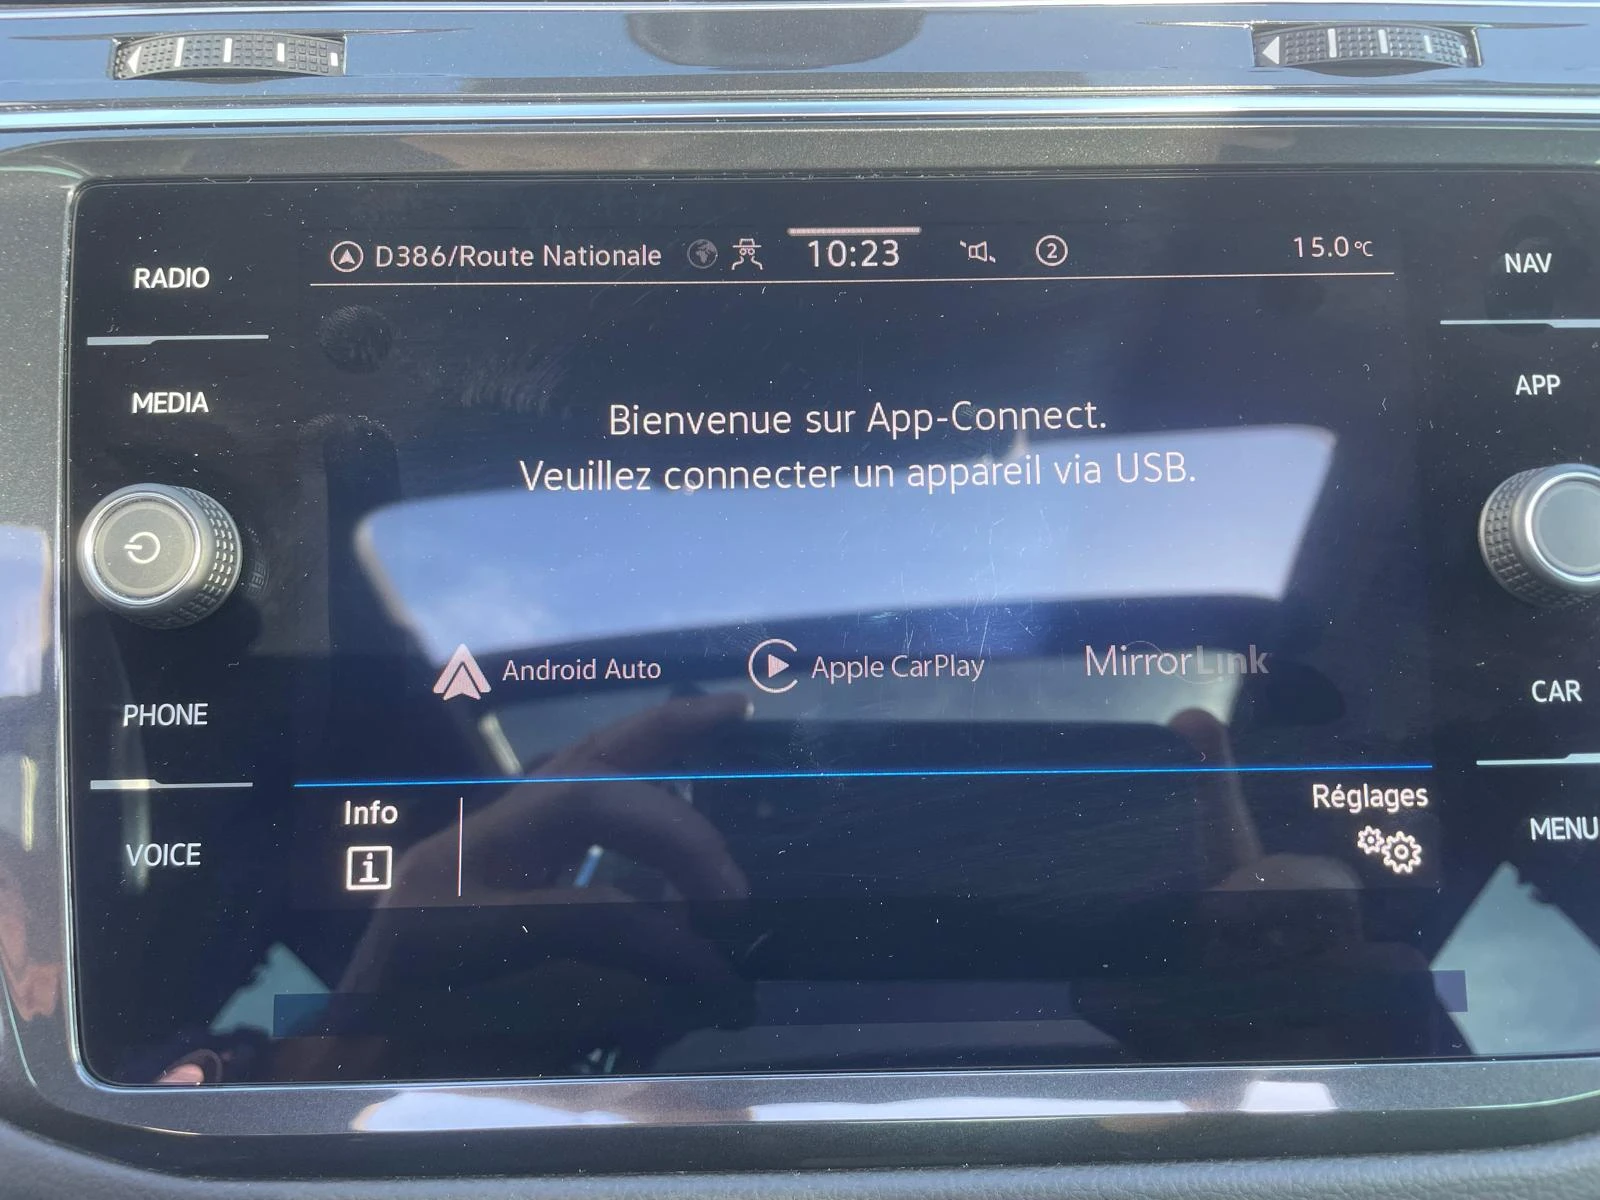 D386/Route Nationale 10:23 2 15.0°C
RADIO
MEDIA
PHONE
VOICE
Bienvenue sur App-Connect.
Veuillez connecter un appareil via USB.
Android Auto Apple CarPlay MirrorLink
Info
Réglages
NAV
APP
CAR
MENU